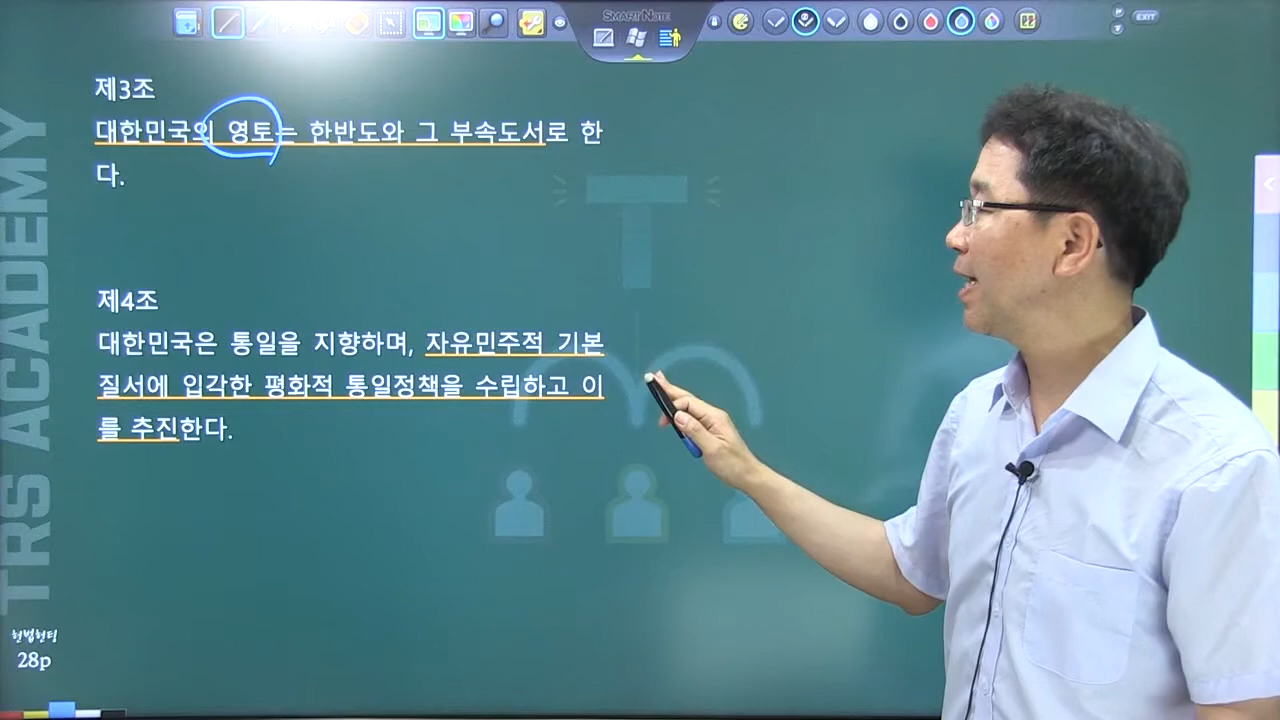 SMART NOTE
EXIT
제3조
대한민국의 영토는 한반도와 그 부속도서로 한
다.
제4조
대한민국은 통일을 지향하며, 자유민주적 기본
질서에 입각한 평화적 통일정책을 수립하고 이
를 추진한다.
TRS ACADEMY
헌법헌팅
28p